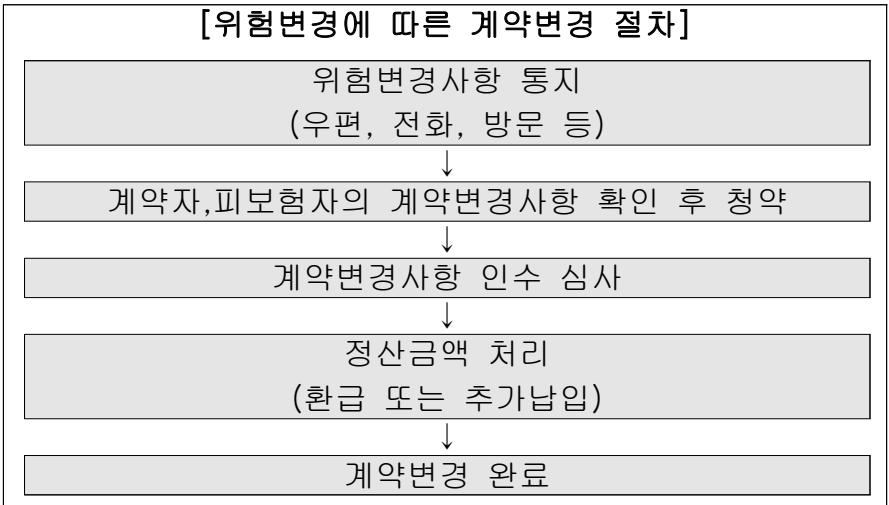 [위험변경에 따른 계약변경 절차]
위험변경사항 통지
(우편, 전화, 방문 등)
↓
계약자,피보험자의 계약변경사항 확인 후 청약
↓
계약변경사항 인수 심사
↓
정산금액 처리
(환급 또는 추가납입)
↓
계약변경 완료